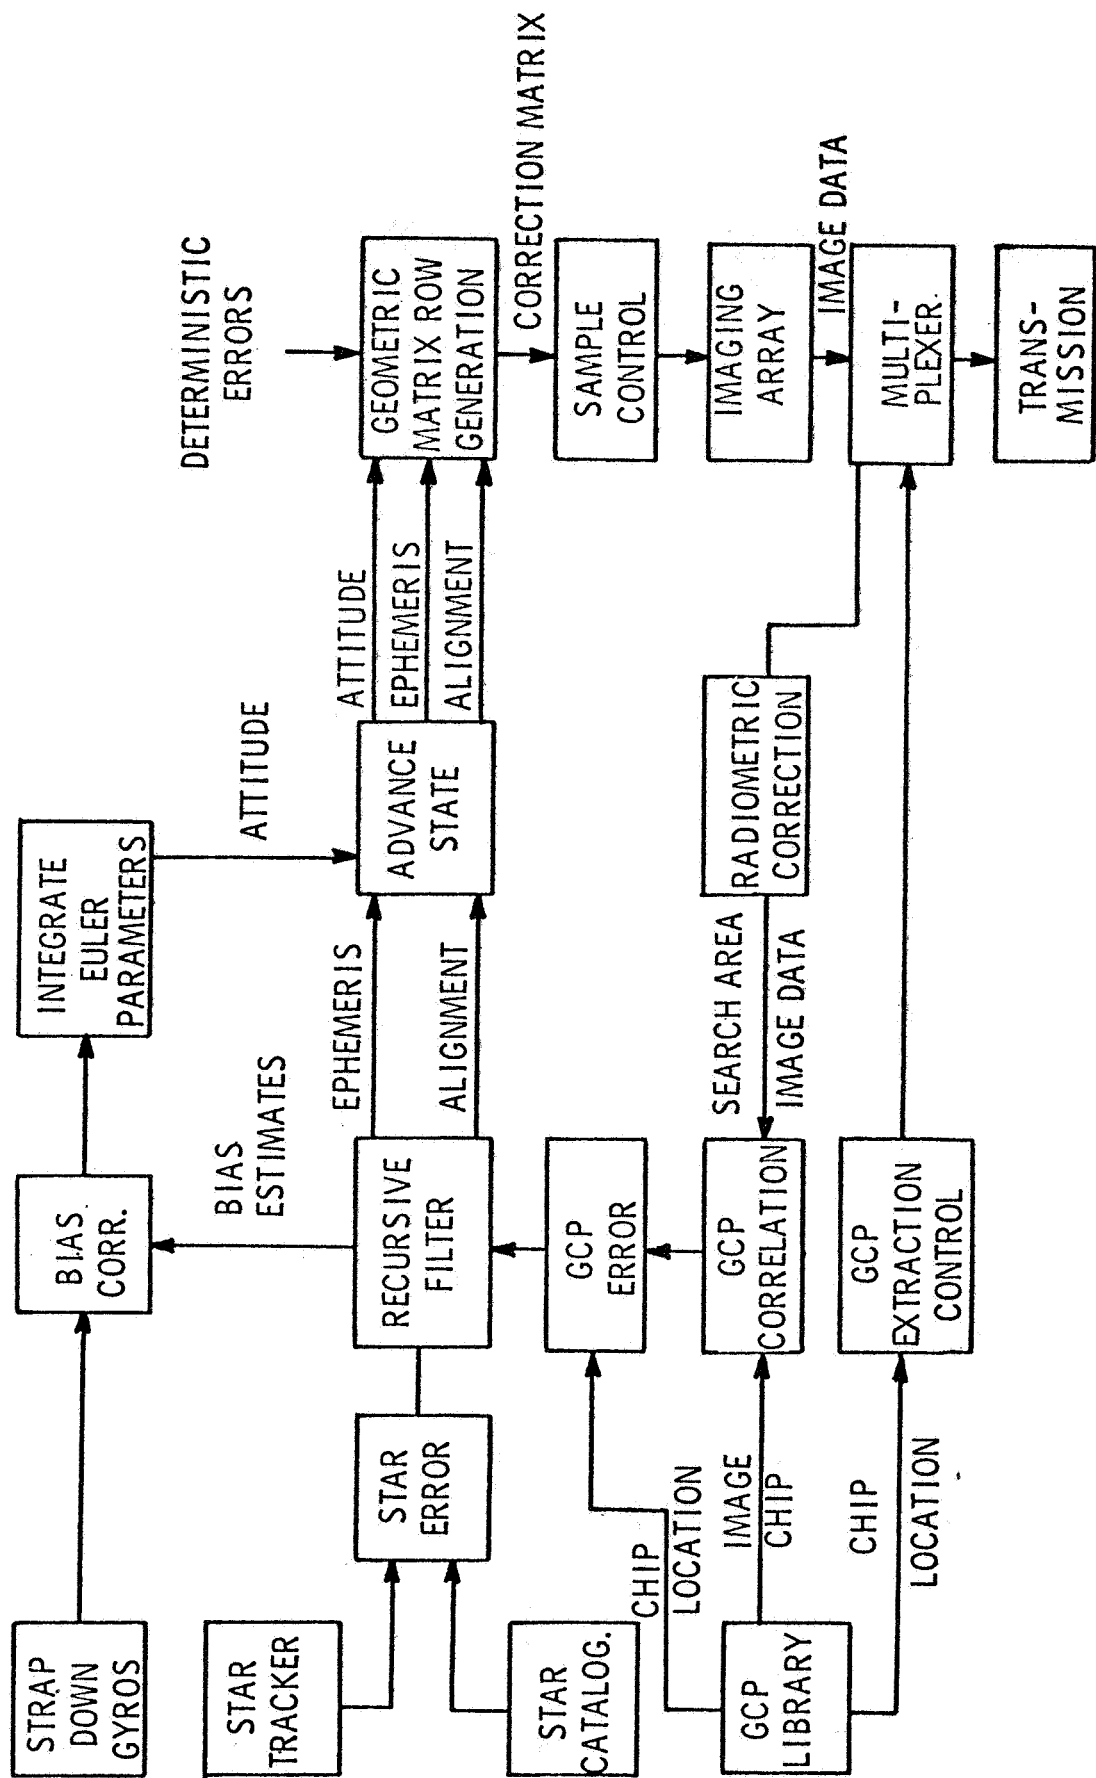 STRAP
DOWN
GYROS
BIAS
CORR.
INTEGRATE
EULER
PARAMETERS
ATTITUDE
BIAS
ESTIMATES
DETERMINISTIC
ERRORS
STAR
TRACKER
STAR
CATALOG.
STAR
ERROR
RECURSIVE
FILTER
EPHEMERIS
ALIGNMENT
ADVANCE
STATE
ATTITUDE
EPHEMERIS
ALIGNMENT
GEOMETRIC
MATRIX ROW
GENERATION
CORRECTION MATRIX
SAMPLE
CONTROL
GCP
ERROR
CHIP
LOCATION
GCP
LIBRARY
IMAGE
CHIP
GCP
CORRELATION
SEARCH AREA
IMAGE DATA
RADIOMETRIC
CORRECTION
IMAGING
ARRAY
IMAGE DATA
CHIP
LOCATION
GCP
EXTRACTION
CONTROL
MULTI-
PLEXER.
TRANS-
MISSION